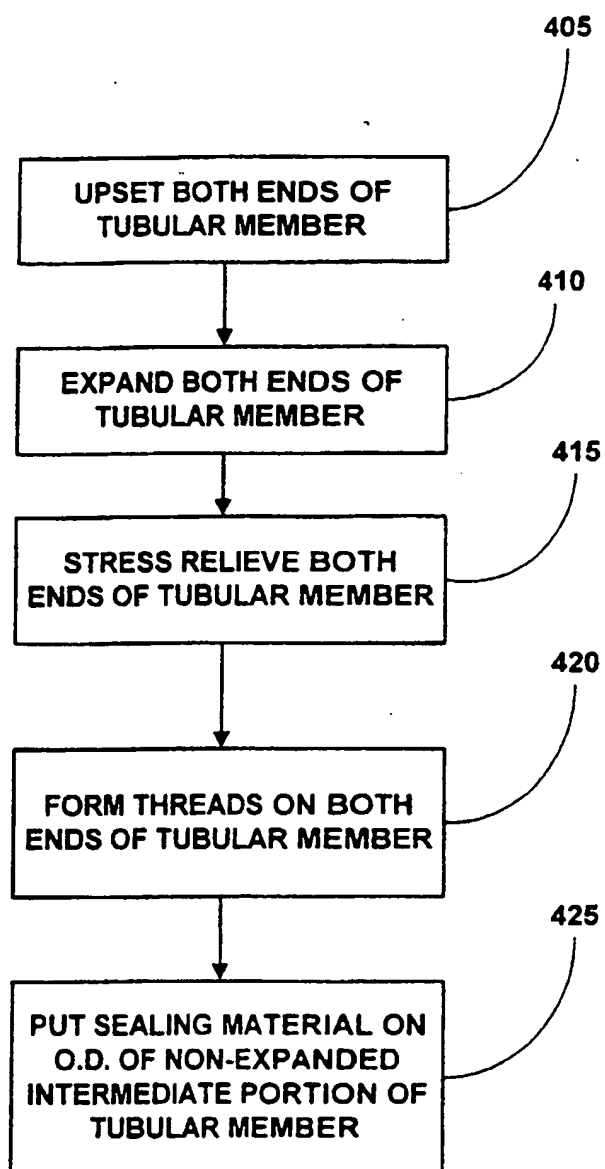 405
UPSET BOTH ENDS OF
TUBULAR MEMBER
410
EXPAND BOTH ENDS OF
TUBULAR MEMBER
415
STRESS RELIEVE BOTH
ENDS OF TUBULAR MEMBER
420
FORM THREADS ON BOTH
ENDS OF TUBULAR MEMBER
425
PUT SEALING MATERIAL ON
O.D. OF NON-EXPANDED
INTERMEDIATE PORTION OF
TUBULAR MEMBER